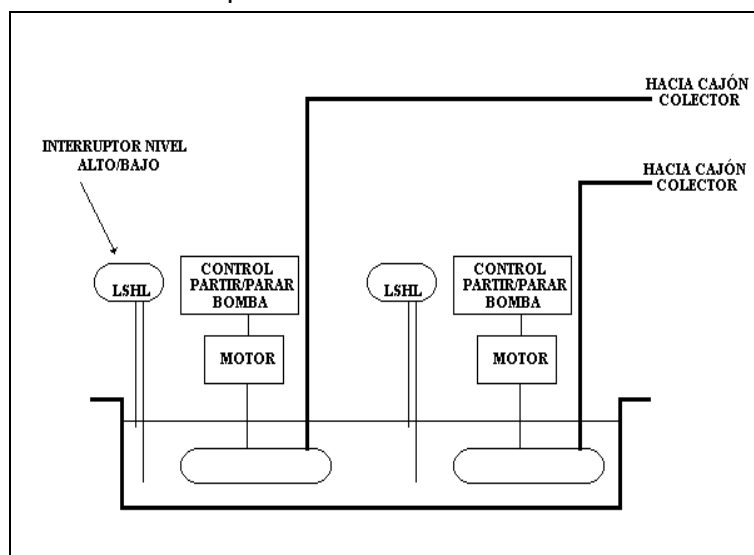 HACIA CAJÓN
COLECTOR
INTERRUPTOR NIVEL
ALTO/BAJO
HACIA CAJÓN
COLECTOR
LSHL
CONTROL
PARTIR/PARAR
BOMBA
MOTOR
LSHL
CONTROL
PARTIR/PARAR
BOMBA
MOTOR